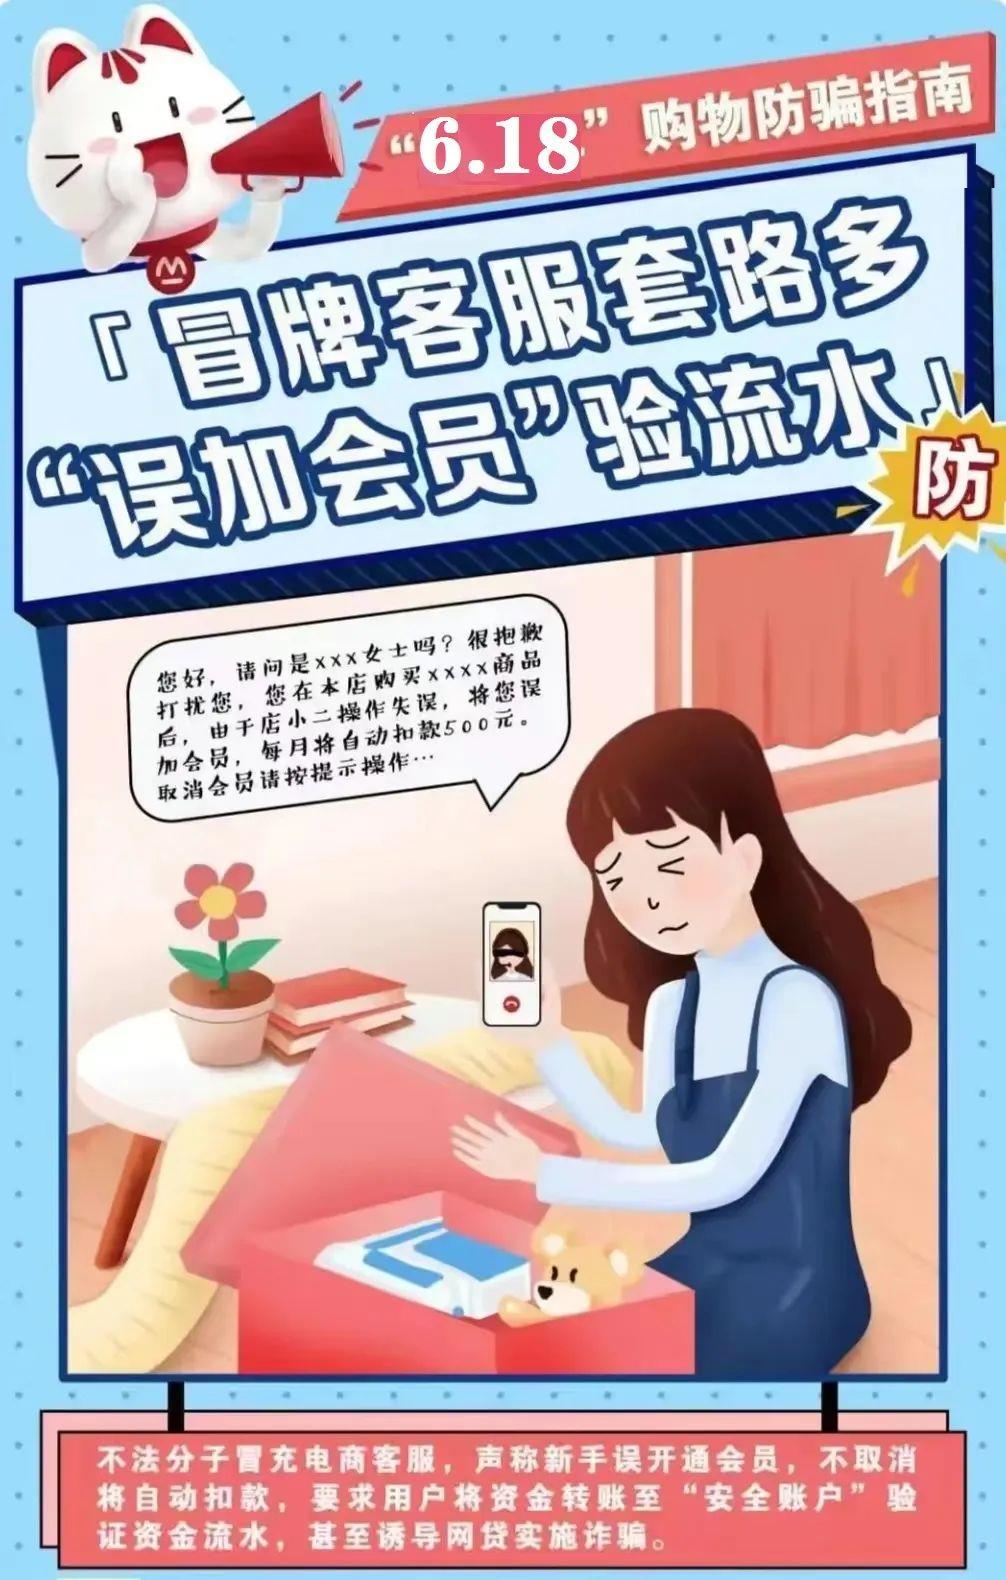 “6.18” 购物防骗指南
「冒牌客服套路多
“误加会员”验流水」
防
您好，请问是xxx女士吗？很抱歉
打扰您，您在本店购买xxxx商品
后，由于店小二操作失误，将您误
加会员，每月将自动扣款500元。
取消会员请按提示操作…
不法分子冒充电商客服，声称新手误开通会员，不取消
将自动扣款，要求用户将资金转账至“安全账户”验
证资金流水，甚至诱导网贷实施诈骗。